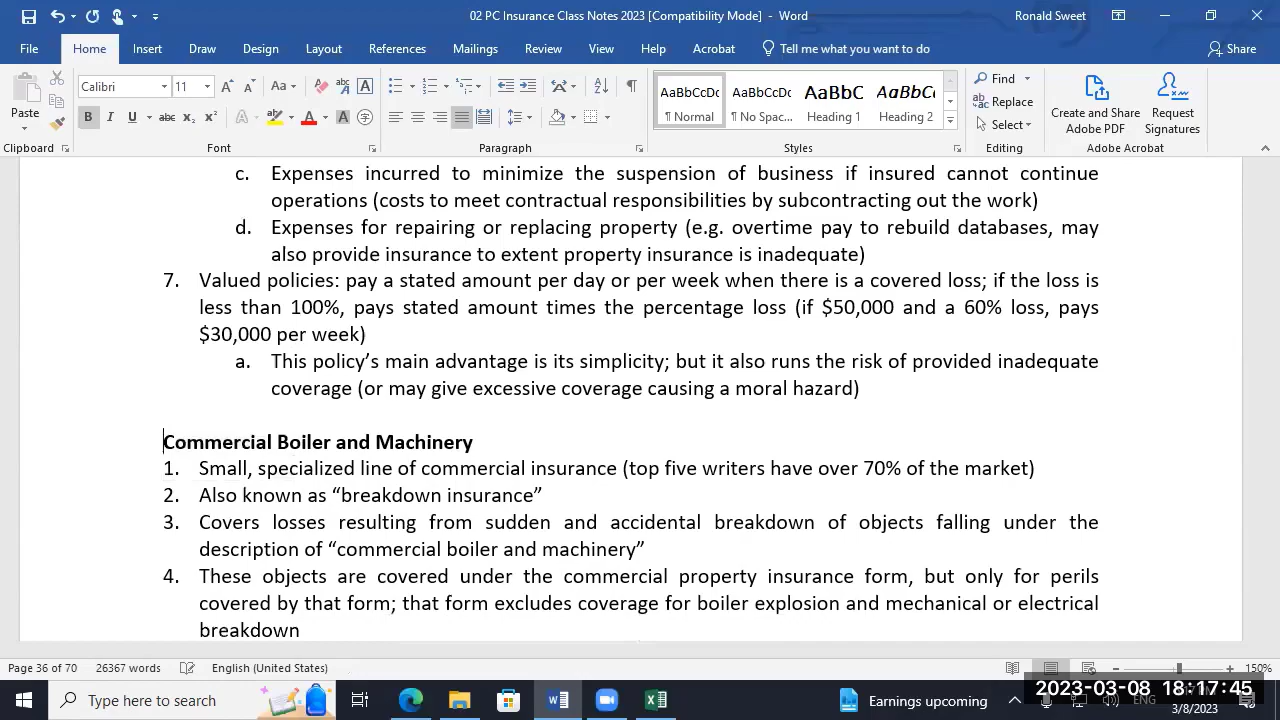 02 PC Insurance Class Notes 2023 [Compatibility Mode] - Word
Ronald Sweet
File Home Insert Draw Design Layout References Mailings Review View Help Acrobat Tell me what you want to do Share
Paste
Calibri 11
Find
Replace
Select
AaBbCcDc AaBbCcDc AaBbC AaBbC
¶ Normal ¶ No Spac... Heading 1 Heading 2
Create and Share Adobe PDF
Request Signatures
Clipboard Font Paragraph Styles Editing Adobe Acrobat
c. Expenses incurred to minimize the suspension of business if insured cannot continue
operations (costs to meet contractual responsibilities by subcontracting out the work)
d. Expenses for repairing or replacing property (e.g. overtime pay to rebuild databases, may
also provide insurance to extent property insurance is inadequate)
7. Valued policies: pay a stated amount per day or per week when there is a covered loss; if the loss is
less than 100%, pays stated amount times the percentage loss (if $50,000 and a 60% loss, pays
$30,000 per week)
a. This policy's main advantage is its simplicity; but it also runs the risk of provided inadequate
coverage (or may give excessive coverage causing a moral hazard)
Commercial Boiler and Machinery
1. Small, specialized line of commercial insurance (top five writers have over 70% of the market)
2. Also known as “breakdown insurance”
3. Covers losses resulting from sudden and accidental breakdown of objects falling under the
description of “commercial boiler and machinery”
4. These objects are covered under the commercial property insurance form, but only for perils
covered by that form; that form excludes coverage for boiler explosion and mechanical or electrical
breakdown
Page 36 of 70 26367 words English (United States) 150%
Type here to search
Earnings upcoming
2023-03-08 18:17:45
ENG
3/8/2023